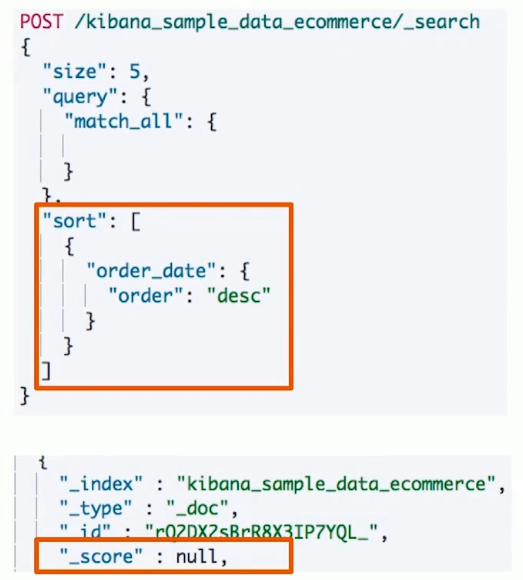 POST /kibana_sample_data_ecommerce/_search
{
"size": 5,
"query": {
"match_all": {
}
},
"sort": [
{
"order_date": {
"order": "desc"
}
}
]
}
{
"_index" : "kibana_sample_data_ecommerce",
"_type" : "_doc",
"_id" : "rQ2DX2sBrR8X3IP7YQL_",
"_score" : null,